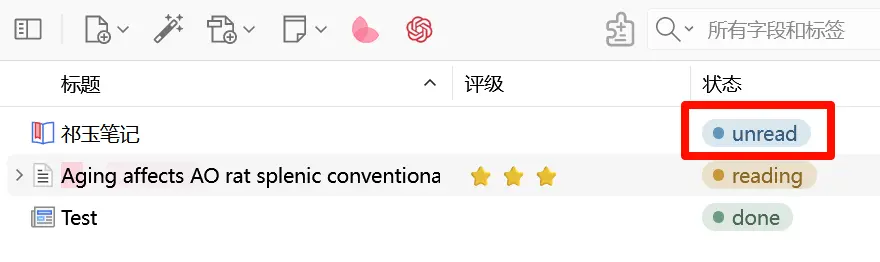 所有字段和标签
标题 评级 状态
祁玉笔记 unread
Aging affects AO rat splenic conventiona reading
Test done